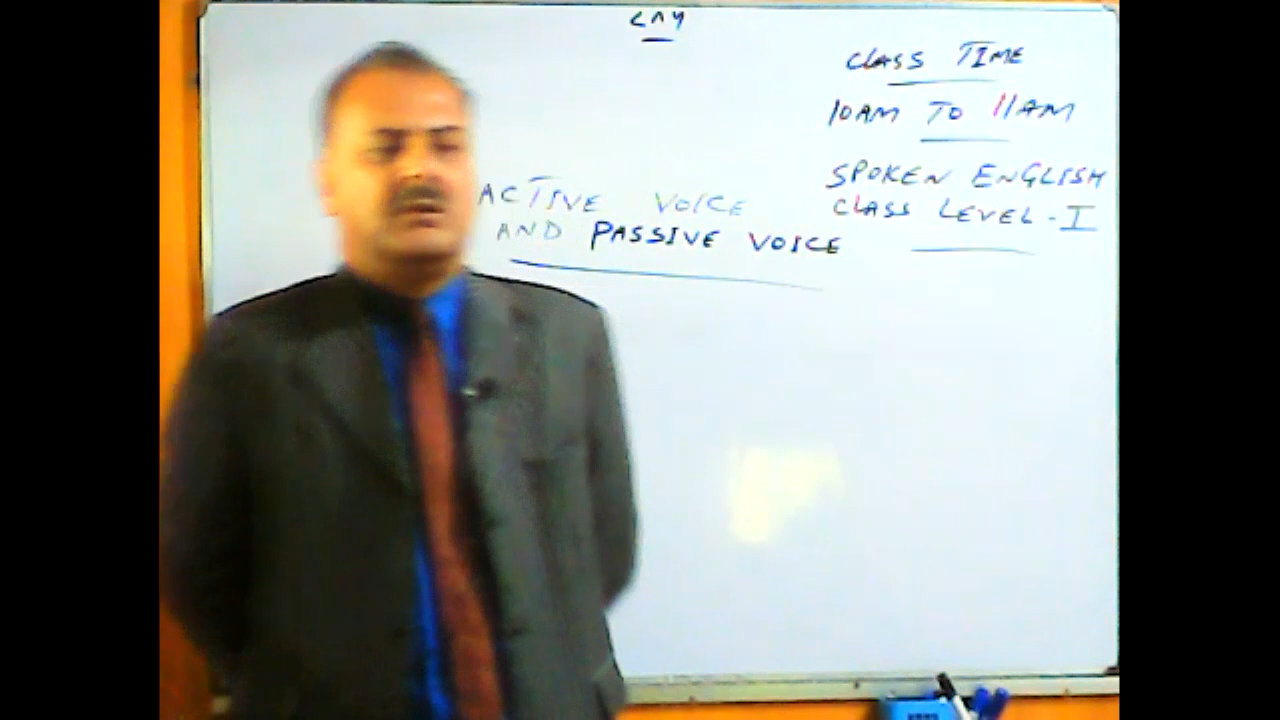 CLASS TIME
10AM TO 11AM
SPOKEN ENGLISH
CLASS LEVEL - I
ACTIVE VOICE
AND PASSIVE VOICE